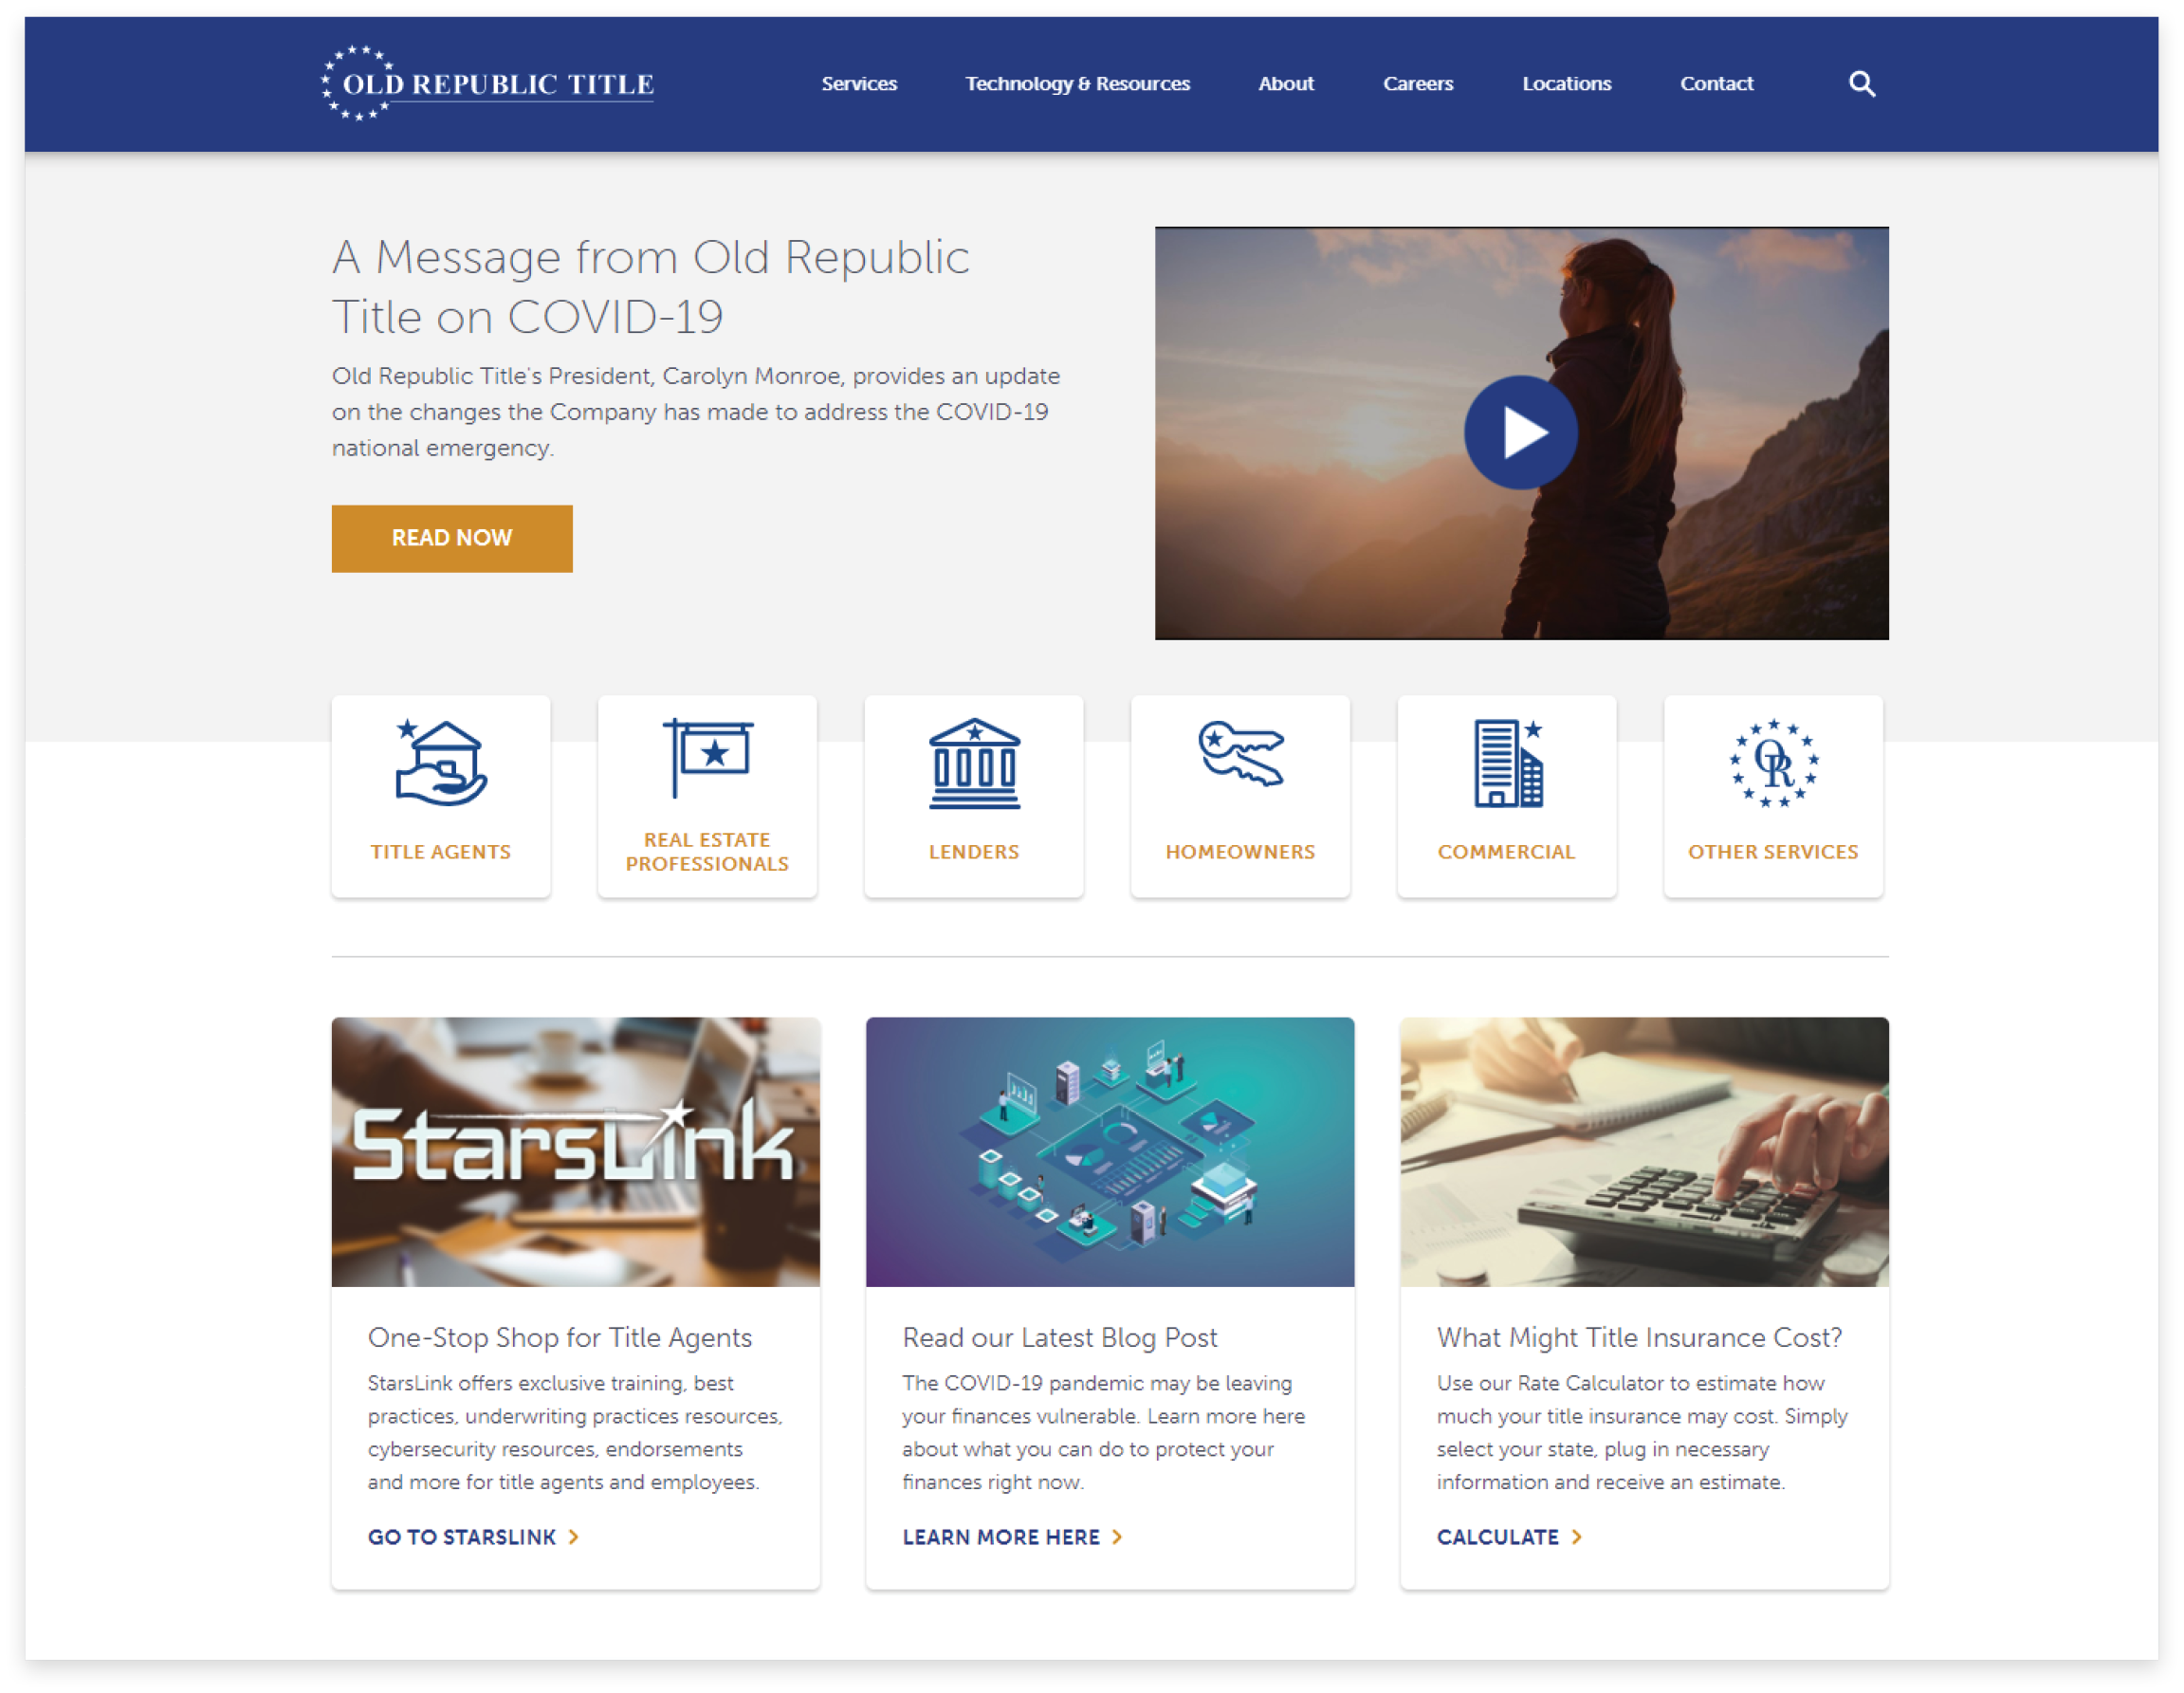 OLD REPUBLIC TITLE
Services
Technology & Resources
About
Careers
Locations
Contact
A Message from Old Republic
Title on COVID-19
Old Republic Title's President, Carolyn Monroe, provides an update
on the changes the Company has made to address the COVID-19
national emergency.
READ NOW
TITLE AGENTS
REAL ESTATE
PROFESSIONALS
LENDERS
HOMEOWNERS
COMMERCIAL
OR
OTHER SERVICES
StarsLink
One-Stop Shop for Title Agents
StarsLink offers exclusive training, best
practices, underwriting practices resources,
cybersecurity resources, endorsements
and more for title agents and employees.
GO TO STARSLINK
Read our Latest Blog Post
The COVID-19 pandemic may be leaving
your finances vulnerable. Learn more here
about what you can do to protect your
finances right now.
LEARN MORE HERE
What Might Title Insurance Cost?
Use our Rate Calculator to estimate how
much your title insurance may cost. Simply
select your state, plug in necessary
information and receive an estimate.
CALCULATE